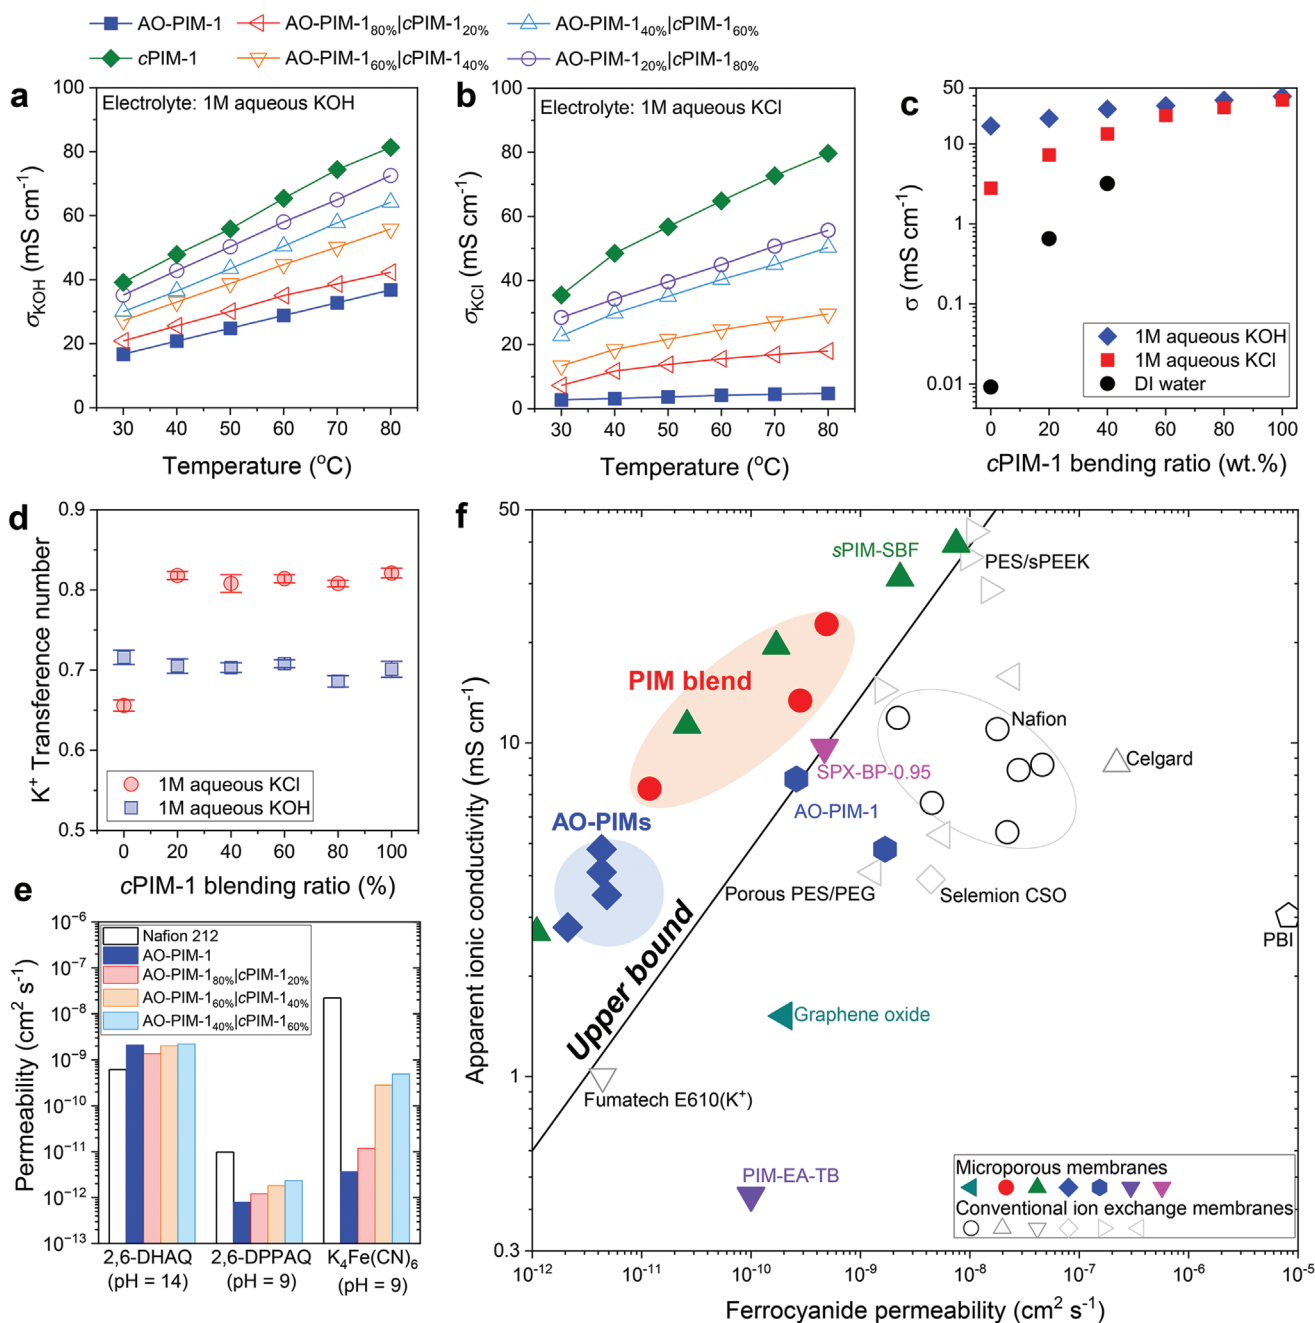 AO-PIM-1 AO-PIM-1₈₀%|cPIM-1₂₀% AO-PIM-1₄₀%|cPIM-1₆₀%
cPIM-1 AO-PIM-1₆₀%|cPIM-1₄₀% AO-PIM-1₂₀%|cPIM-1₈₀%
a
Electrolyte: 1M aqueous KOH
σKOH (mS cm⁻¹)
100
80
60
40
20
0
30 40 50 60 70 80
Temperature (°C)
b
Electrolyte: 1M aqueous KCl
σKCl (mS cm⁻¹)
100
80
60
40
20
0
30 40 50 60 70 80
Temperature (°C)
c
σ (mS cm⁻¹)
50
10
1
0.1
0.01
1M aqueous KOH
1M aqueous KCl
DI water
0 20 40 60 80 100
cPIM-1 bending ratio (wt.%)
d
K⁺ Transference number
0.9
0.8
0.7
0.6
0.5
1M aqueous KCl
1M aqueous KOH
0 20 40 60 80 100
cPIM-1 blending ratio (%)
e
Permeability (cm² s⁻¹)
10⁻⁶
10⁻⁷
10⁻⁸
10⁻⁹
10⁻¹⁰
10⁻¹¹
10⁻¹²
10⁻¹³
Nafion 212
AO-PIM-1
AO-PIM-1₈₀%|cPIM-1₂₀%
AO-PIM-1₆₀%|cPIM-1₄₀%
AO-PIM-1₄₀%|cPIM-1₆₀%
2,6-DHAQ 2,6-DPPAQ K₄Fe(CN)₆
(pH = 14) (pH = 9) (pH = 9)
f
Apparent ionic conductivity (mS cm⁻¹)
50
10
1
0.3
sPIM-SBF
PES/sPEEK
PIM blend
Nafion
Celgard
SPX-BP-0.95
AO-PIM-1
AO-PIMs
Porous PES/PEG
Selemion CSO
PBI
Upper bound
Graphene oxide
Fumatech E610(K⁺)
PIM-EA-TB
Microporous membranes
Conventional ion exchange membranes
10⁻¹² 10⁻¹¹ 10⁻¹⁰ 10⁻⁹ 10⁻⁸ 10⁻⁷ 10⁻⁶ 10⁻⁵
Ferrocyanide permeability (cm² s⁻¹)